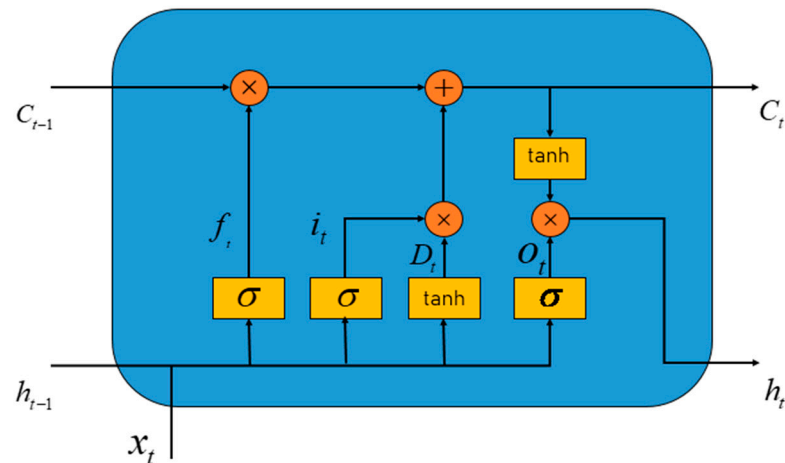 × +
C_{t-1} C_t
tanh
f_t i_t × ×
D_t o_t
σ σ tanh σ
h_{t-1} h_t
x_t